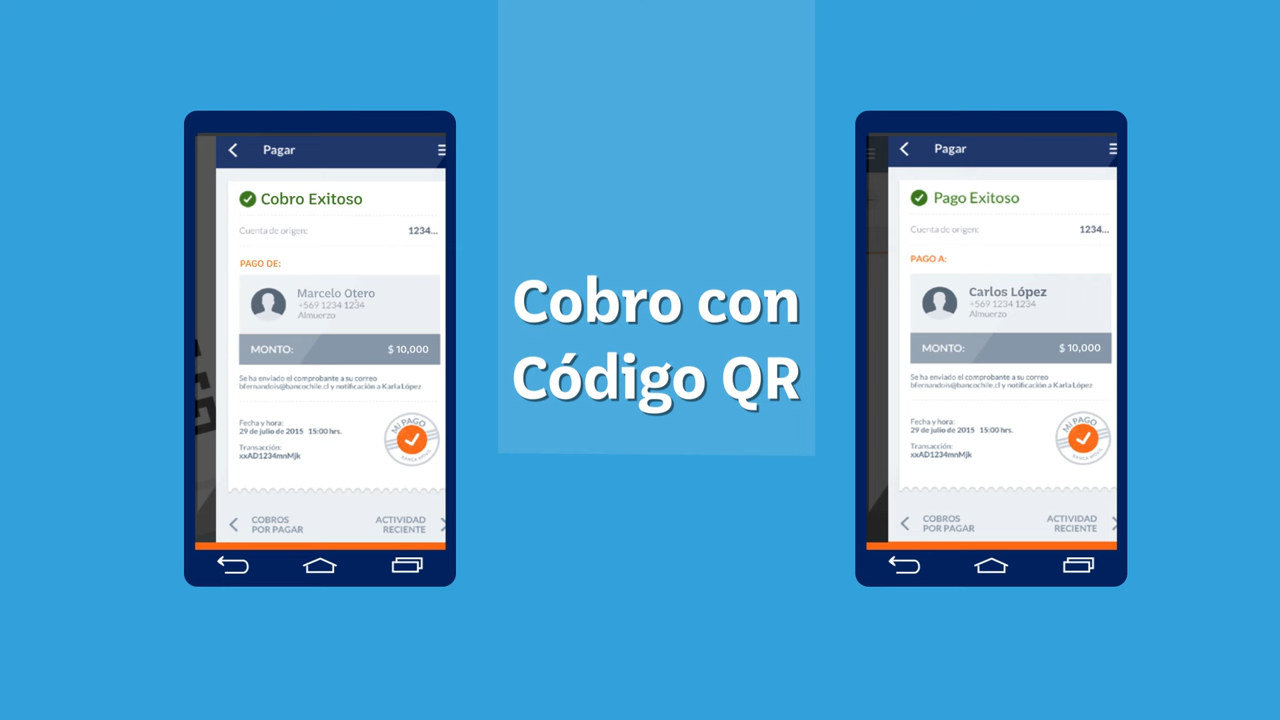 Pagar
Cobro Exitoso
Cuenta de origen: 1234...
PAGO DE:
Marcelo Otero
+569 1234 1234
Almuerzo
MONTO: $ 10,000
Se ha enviado el comprobante a su correo
bfernandois@bancochile.cl y notificación a Karla López
Fecha y hora:
29 de julio de 2015 15:00 hrs.
Transacción:
xxAD1234mnMjk
MI PAGO
COBROS
POR PAGAR
ACTIVIDAD
RECIENTE
Cobro con
Código QR
Pagar
Pago Exitoso
Cuenta de origen: 1234...
PAGO A:
Carlos López
+569 1234 1234
Almuerzo
MONTO: $ 10,000
Se ha enviado el comprobante a su correo
bfernandois@bancochile.cl y notificación a Karla López
Fecha y hora:
29 de julio de 2015 15:00 hrs.
Transacción:
xxAD1234mnMjk
MI PAGO
COBROS
POR PAGAR
ACTIVIDAD
RECIENTE